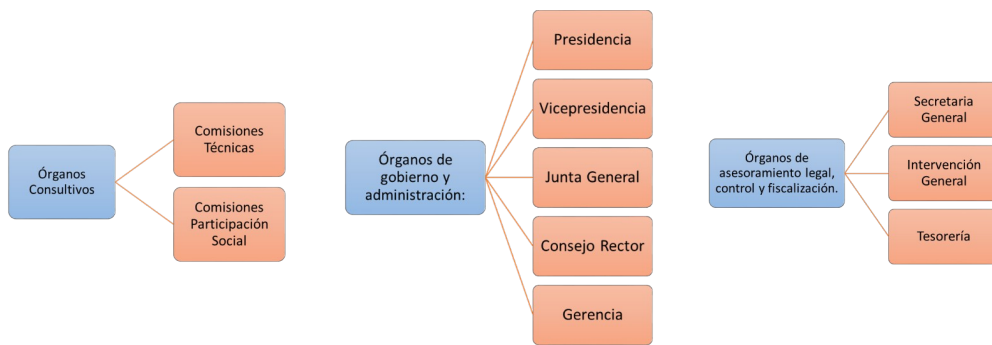 Órganos
Consultivos
Comisiones
Técnicas
Comisiones
Participación
Social
Órganos de
gobierno y
administración:
Presidencia
Vicepresidencia
Junta General
Consejo Rector
Gerencia
Órganos de
asesoramiento legal,
control y fiscalización.
Secretaria
General
Intervención
General
Tesorería